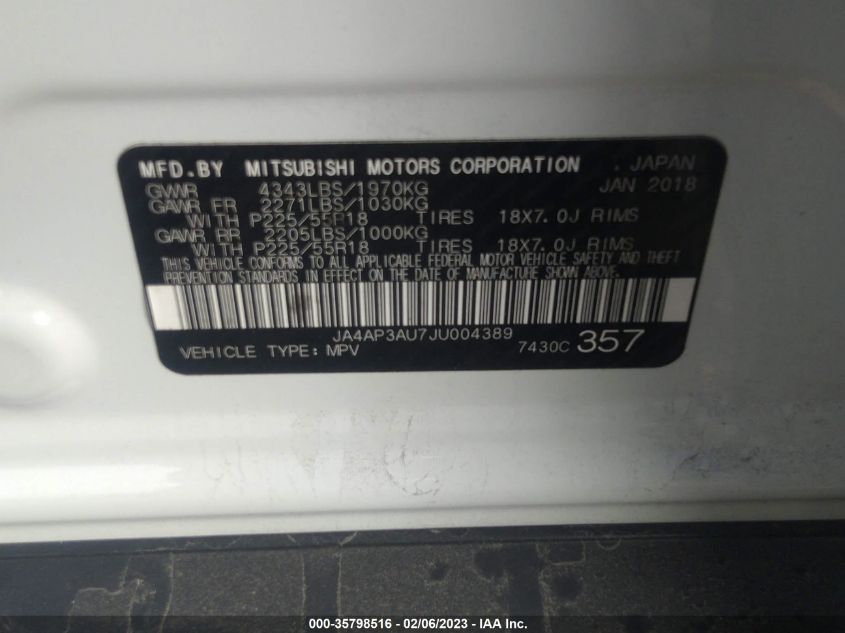 MFD.BY MITSUBISHI MOTORS CORPORATION . JAPAN
GVWR 4343LBS/1970KG JAN 2018
GAWR FR 2271LBS/1030KG
WITH P225/55R18 TIRES 18X7.0J RIMS
GAWR RR 2205LBS/1000KG
WITH P225/55R18 TIRES 18X7.0J RIMS
THIS VEHICLE CONFORMS TO ALL APPLICABLE FEDERAL MOTOR VEHICLE SAFETY AND THEFT
PREVENTION STANDARDS IN EFFECT ON THE DATE OF MANUFACTURE SHOWN ABOVE.
JA4AP3AU7JU004389
VEHICLE TYPE: MPV 7430C 357
000-35798516 - 02/06/2023 - IAA Inc.